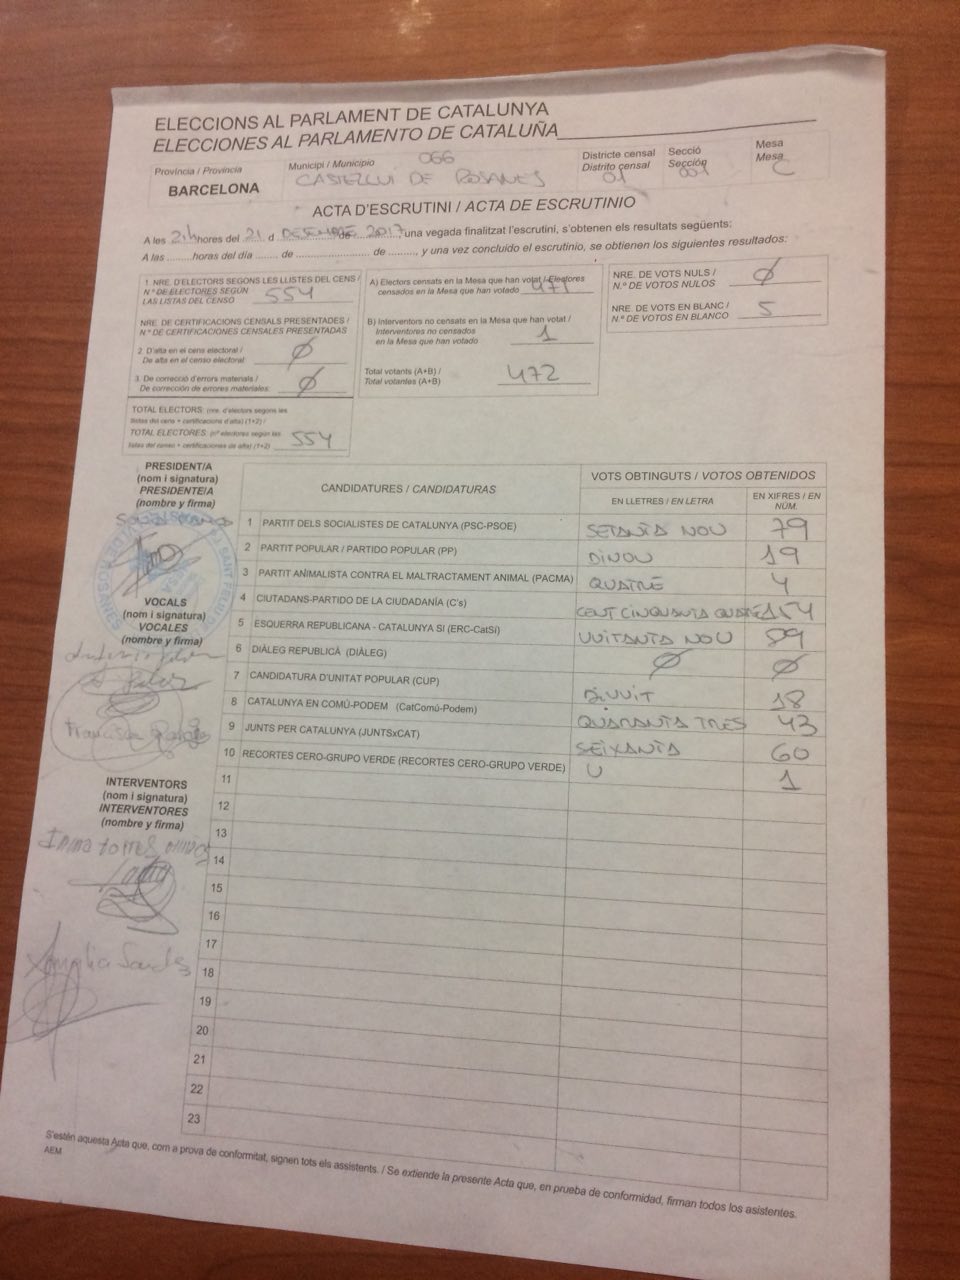 ELECCIONS AL PARLAMENT DE CATALUNYA
ELECCIONES AL PARLAMENTO DE CATALUÑA
Província / Provincia
BARCELONA
Municipi / Municipio 066
CASTELLVI DE ROSANES
Districte censal
Distrito censal
01
Secció
Sección
001
Mesa
Mesa
C
ACTA D'ESCRUTINI / ACTA DE ESCRUTINIO
A les 21h hores del 21 d DESEMBRE de 2017, una vegada finalitzat l'escrutini, s'obtenen els resultats següents:
A las ........ horas del día ....... de .................. de ........, y una vez concluido el escrutinio, se obtienen los siguientes resultados:
1. NRE. D'ELECTORS SEGONS LES LLISTES DEL CENS /
N.º DE ELECTORES SEGÚN
LAS LISTAS DEL CENSO 554
NRE. DE CERTIFICACIONS CENSALS PRESENTADES /
N.º DE CERTIFICACIONES CENSALES PRESENTADAS
2. D'alta en el cens electoral /
De alta en el censo electoral Ø
3. De correcció d'errors materials /
De corrección de errores materiales: Ø
TOTAL ELECTORS: (nre. d'electors segons les
llistes del cens + certificacions d'alta) (1+2) /
TOTAL ELECTORES: (nº electores según las
listas del censo + certificaciones de alta) (1+2) 554
A) Electors censats en la Mesa que han votat / Electores
censados en la Mesa que han votado 471
B) Interventors no censats en la Mesa que han votat /
Interventores no censados
en la Mesa que han votado 1
Total votants (A+B) /
Total votantes (A+B) 472
NRE. DE VOTS NULS /
N.º DE VOTOS NULOS Ø
NRE. DE VOTS EN BLANC /
N.º DE VOTOS EN BLANCO 5
PRESIDENT/A
(nom i signatura)
PRESIDENTE/A
(nombre y firma)
VOCALS
(nom i signatura)
VOCALES
(nombre y firma)
Francisca
INTERVENTORS
(nom i signatura)
INTERVENTORES
(nombre y firma)
Inma Torres
CANDIDATURES / CANDIDATURAS
VOTS OBTINGUTS / VOTOS OBTENIDOS
EN LLETRES / EN LETRA
EN XIFRES / EN NÚM.
1 PARTIT DELS SOCIALISTES DE CATALUNYA (PSC-PSOE) SETANTA NOU 79
2 PARTIT POPULAR / PARTIDO POPULAR (PP) DINOU 19
3 PARTIT ANIMALISTA CONTRA EL MALTRACTAMENT ANIMAL (PACMA) QUATRE 4
4 CIUTADANS-PARTIDO DE LA CIUDADANÍA (C's) CENT CINQUANTA QUATRE 154
5 ESQUERRA REPUBLICANA - CATALUNYA SI (ERC-CatSí) VUITANTA NOU 89
6 DIÀLEG REPUBLICÀ (DIÀLEG) Ø Ø
7 CANDIDATURA D'UNITAT POPULAR (CUP) DIVUIT 18
8 CATALUNYA EN COMÚ-PODEM (CatComú-Podem) QUARANTA TRES 43
9 JUNTS PER CATALUNYA (JUNTSxCAT) SEIXANTA 60
10 RECORTES CERO-GRUPO VERDE (RECORTES CERO-GRUPO VERDE) U 1
11
12
13
14
15
16
17
18
19
20
21
22
23
S'estén aquesta Acta que, com a prova de conformitat, signen tots els assistents. / Se extiende la presente Acta que, en prueba de conformidad, firman todos los asistentes.
AEM